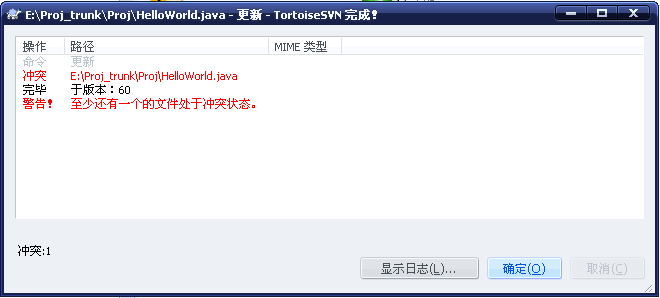 E:\Proj_trunk\Proj\HelloWorld.java - 更新 - TortoiseSVN 完成!
操作 路径 MIME 类型
命令 更新
冲突 E:\Proj_trunk\Proj\HelloWorld.java
完毕 于版本:60
警告! 至少还有一个的文件处于冲突状态。
冲突:1
显示日志(L)... 确定(O) 取消(C)